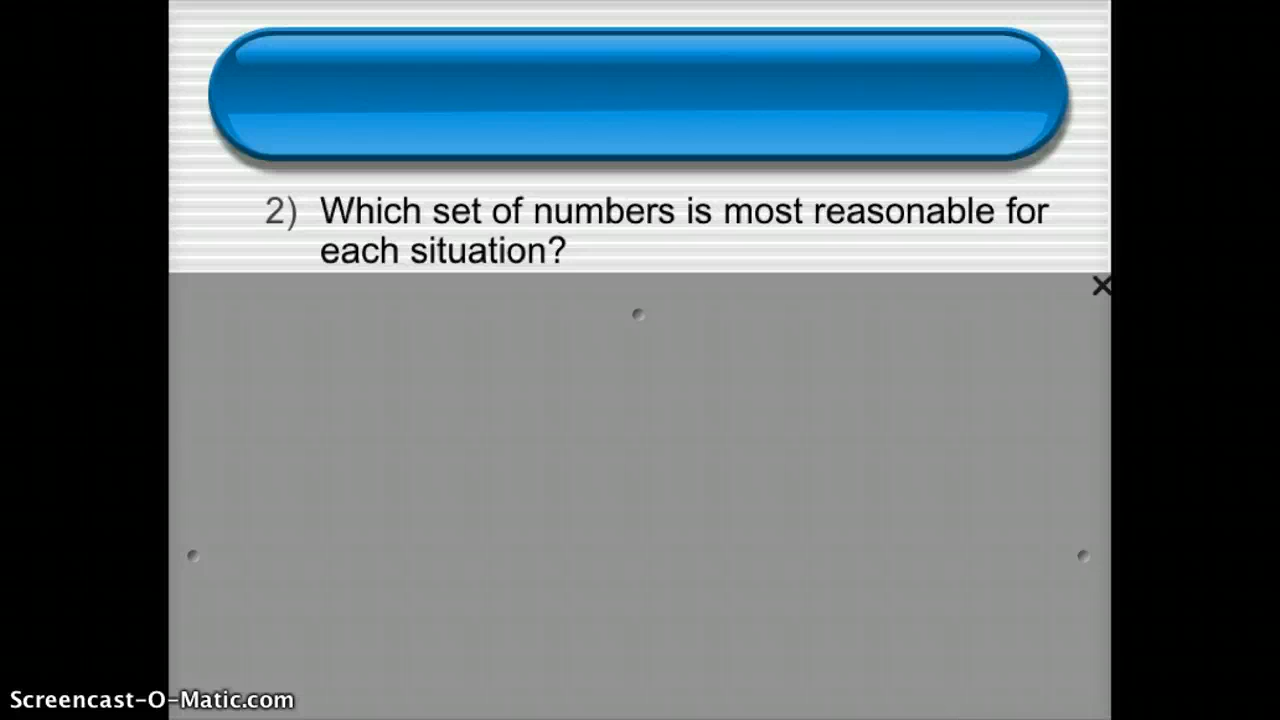 2) Which set of numbers is most reasonable for
each situation?
Screencast-O-Matic.com